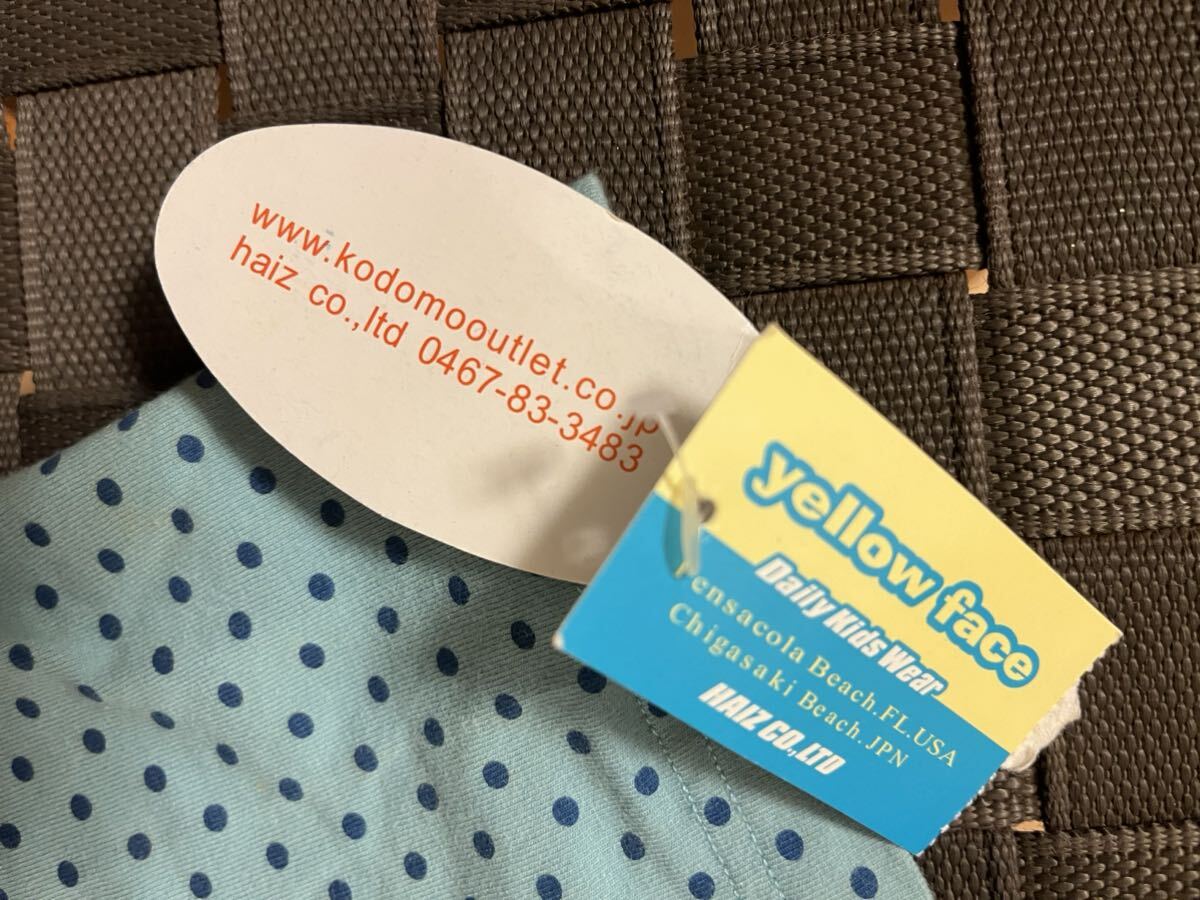 www.kodomooutlet.co.jp
haiz co.,ltd 0467-83-3483
yellow face
Daily Kids Wear
Pensacola Beach.FL.USA
Chigasaki Beach.JPN
HAIZ CO.,LTD